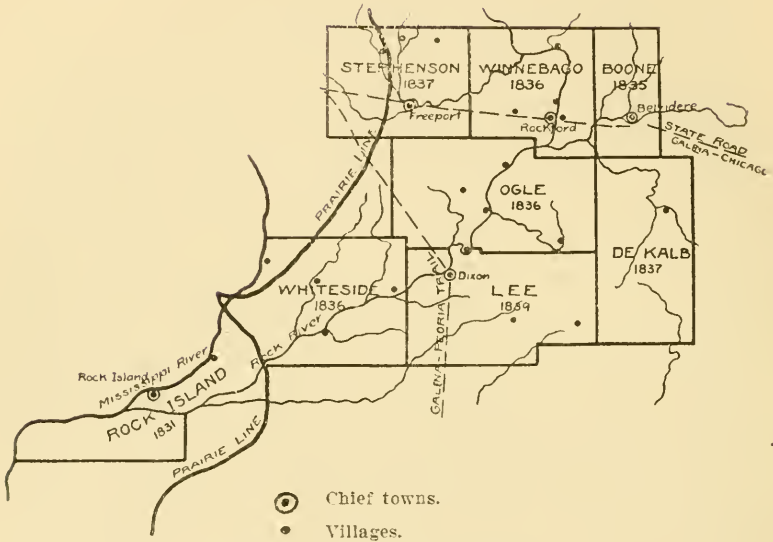 STEPHENSON
1837
WINNEBAGO
1836
BOONE
1835
Freeport
Rockford
Belvidere
STATE ROAD
GALENA-CHICAGO
PRAIRIE LINE
OGLE
1836
DE KALB
1837
WHITESIDE
1836
Dixon
LEE
1839
GALENA-PEORIA TRAIL
Rock River
Rock Island
Mississippi River
ROCK ISLAND
1831
PRAIRIE LINE
Chief towns.
Villages.